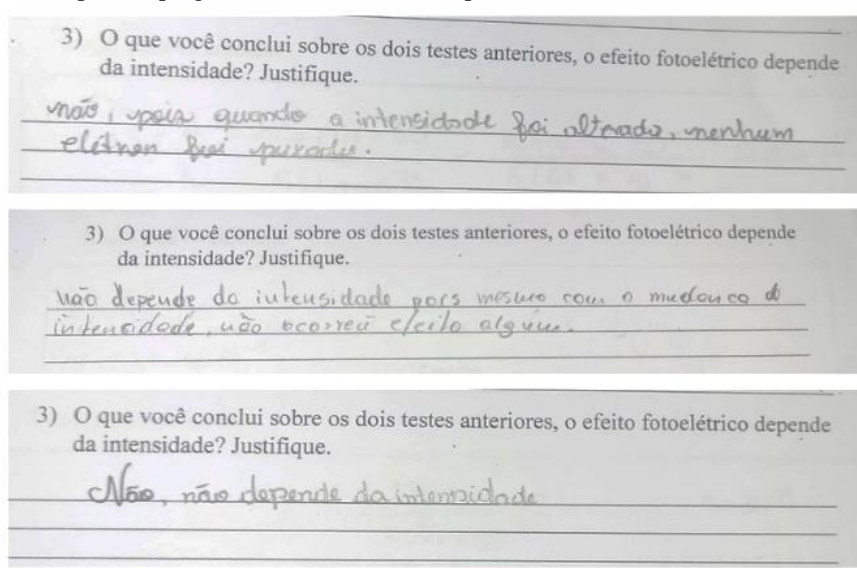 3) O que você conclui sobre os dois testes anteriores, o efeito fotoelétrico depende
da intensidade? Justifique.
não, pois quando a intensidade foi alterada, nenhum
elétron foi puxado.
3) O que você conclui sobre os dois testes anteriores, o efeito fotoelétrico depende
da intensidade? Justifique.
não depende da intensidade pois mesmo com a mudança de
intensidade, não ocorreu efeito algum.
3) O que você conclui sobre os dois testes anteriores, o efeito fotoelétrico depende
da intensidade? Justifique.
Não, não depende da intensidade